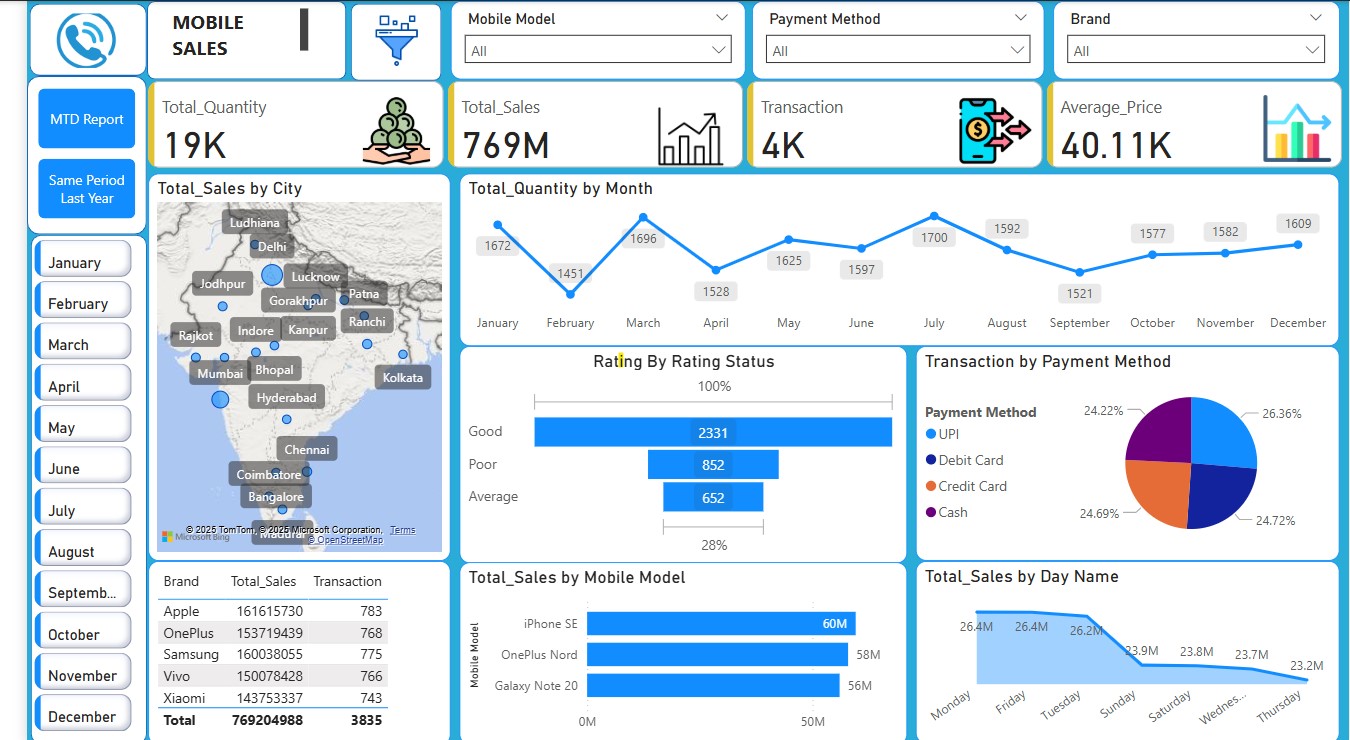 MOBILE
SALES
Mobile Model
All
Payment Method
All
Brand
All
MTD Report
Same Period
Last Year
Total_Quantity
19K
Total_Sales
769M
Transaction
4K
$
Average_Price
40.11K
January
February
March
April
May
June
July
August
Septemb...
October
November
December
Total_Sales by City
Ludhiana
Delhi
Jodhpur
Lucknow
Gorakhpur
Patna
Rajkot
Indore
Kanpur
Ranchi
Mumbai
Bhopal
Kolkata
Hyderabad
Chennai
Coimbatore
Bangalore
Madurai
© 2025 TomTom, © 2025 Microsoft Corporation, Terms
Microsoft Bing
© OpenStreetMap
Total_Quantity by Month
1672
1451
1696
1528
1625
1597
1700
1592
1521
1577
1582
1609
January February March April May June July August September October November December
Rating By Rating Status
100%
Good 2331
Poor 852
Average 652
28%
Transaction by Payment Method
Payment Method
UPI
Debit Card
Credit Card
Cash
24.22%
26.36%
24.69%
24.72%
Brand Total_Sales Transaction
Apple 161615730 783
OnePlus 153719439 768
Samsung 160038055 775
Vivo 150078428 766
Xiaomi 143753337 743
Total 769204988 3835
Total_Sales by Mobile Model
Mobile Model
iPhone SE 60M
OnePlus Nord 58M
Galaxy Note 20 56M
0M 50M
Total_Sales by Day Name
26.4M
26.4M
26.2M
23.9M
23.8M
23.7M
23.2M
Monday Friday Tuesday Sunday Saturday Wednes... Thursday